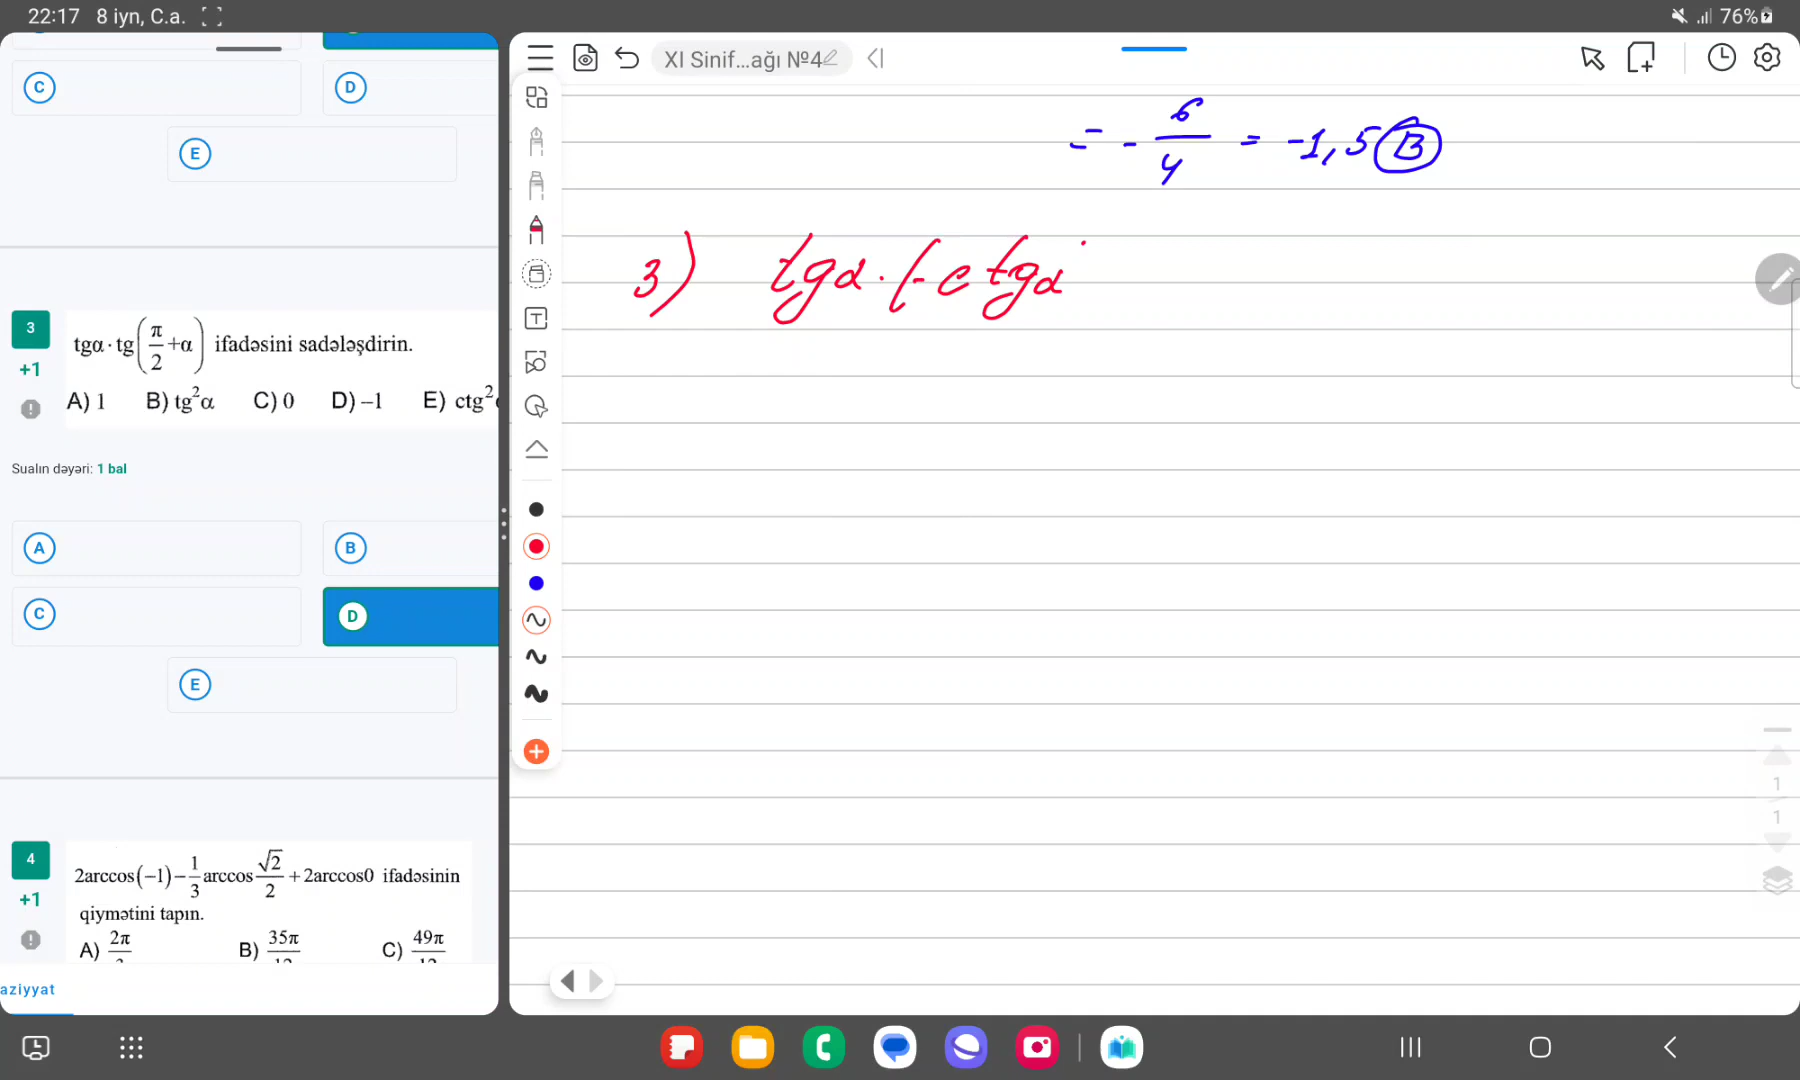 22:17 8 iyn, C.a.
76%
C
D
E
3
+1
tgα·tg(π/2+α) ifadəsini sadələşdirin.
A) 1 B) tg²α C) 0 D) −1 E) ctg²
Sualın dəyəri: 1 bal
A
B
C
D
E
4
+1
2arccos(−1)−1/3arccos√2/2+2arccos0 ifadəsinin
qiymətini tapın.
A) 2π B) 35π C) 49π
aziyyat
XI Sinif...ağı №4
= - 6/4 = -1,5 B
3) tgα·(-ctgα
T
1
1